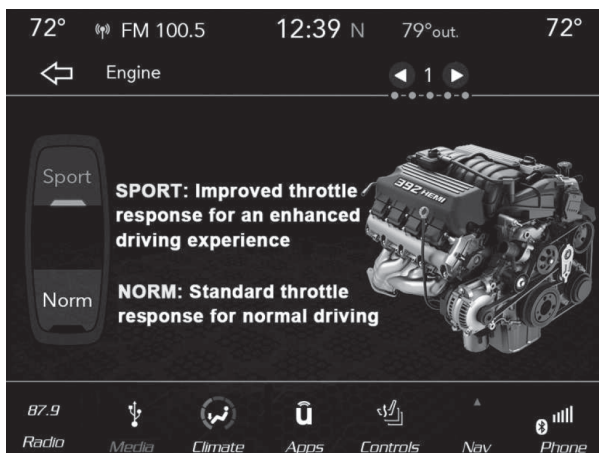 72° FM 100.5 12:39 N 79°out. 72°
Engine 1
Sport
SPORT: Improved throttle
response for an enhanced
driving experience
392 HEMI
Norm
NORM: Standard throttle
response for normal driving
87.9
Radio Media Climate Apps Controls Nav Phone